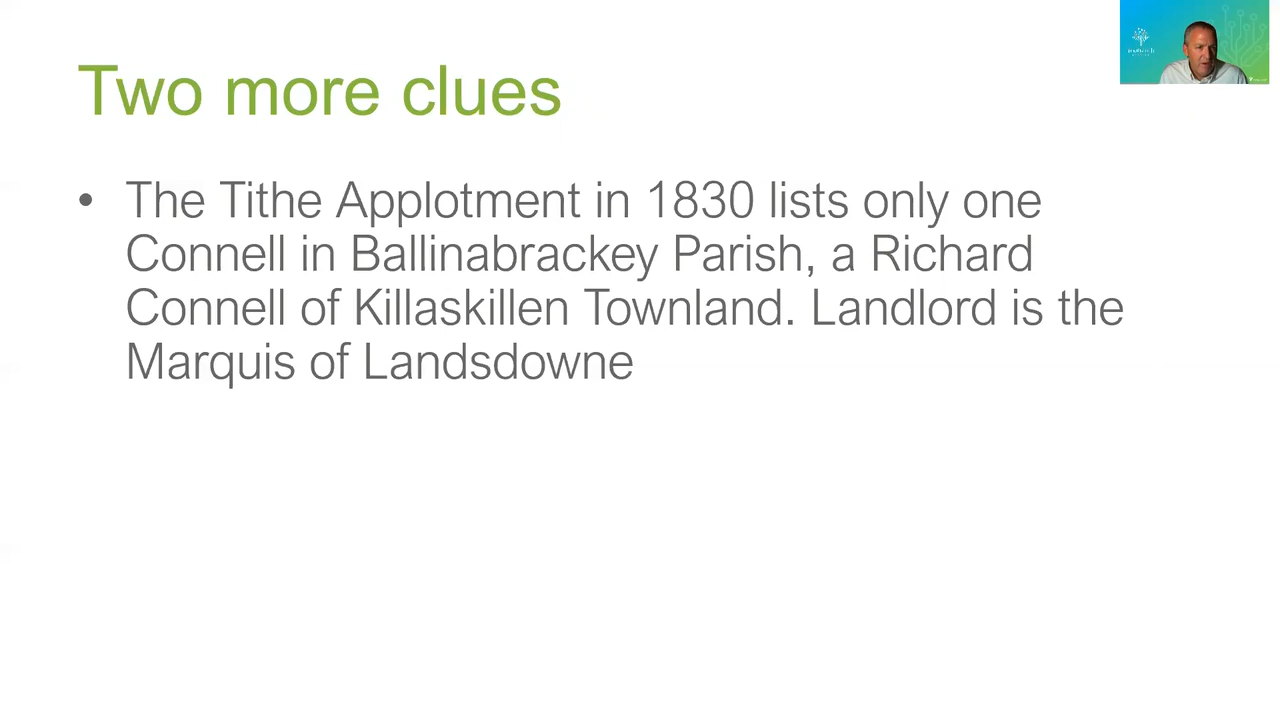 Two more clues
• The Tithe Applotment in 1830 lists only one
Connell in Ballinabrackey Parish, a Richard
Connell of Killaskillen Townland. Landlord is the
Marquis of Landsdowne